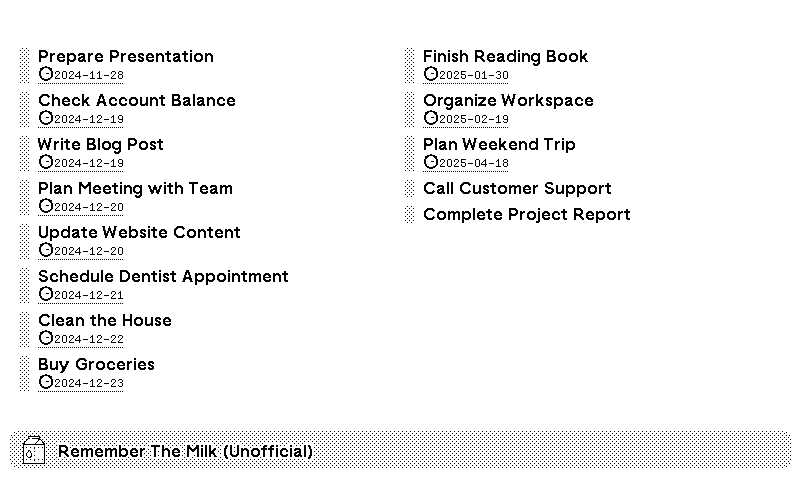 Prepare Presentation
2024-11-28
Check Account Balance
2024-12-19
Write Blog Post
2024-12-19
Plan Meeting with Team
2024-12-20
Update Website Content
2024-12-20
Schedule Dentist Appointment
2024-12-21
Clean the House
2024-12-22
Buy Groceries
2024-12-23
Finish Reading Book
2025-01-30
Organize Workspace
2025-02-19
Plan Weekend Trip
2025-04-18
Call Customer Support
Complete Project Report
Remember The Milk (Unofficial)